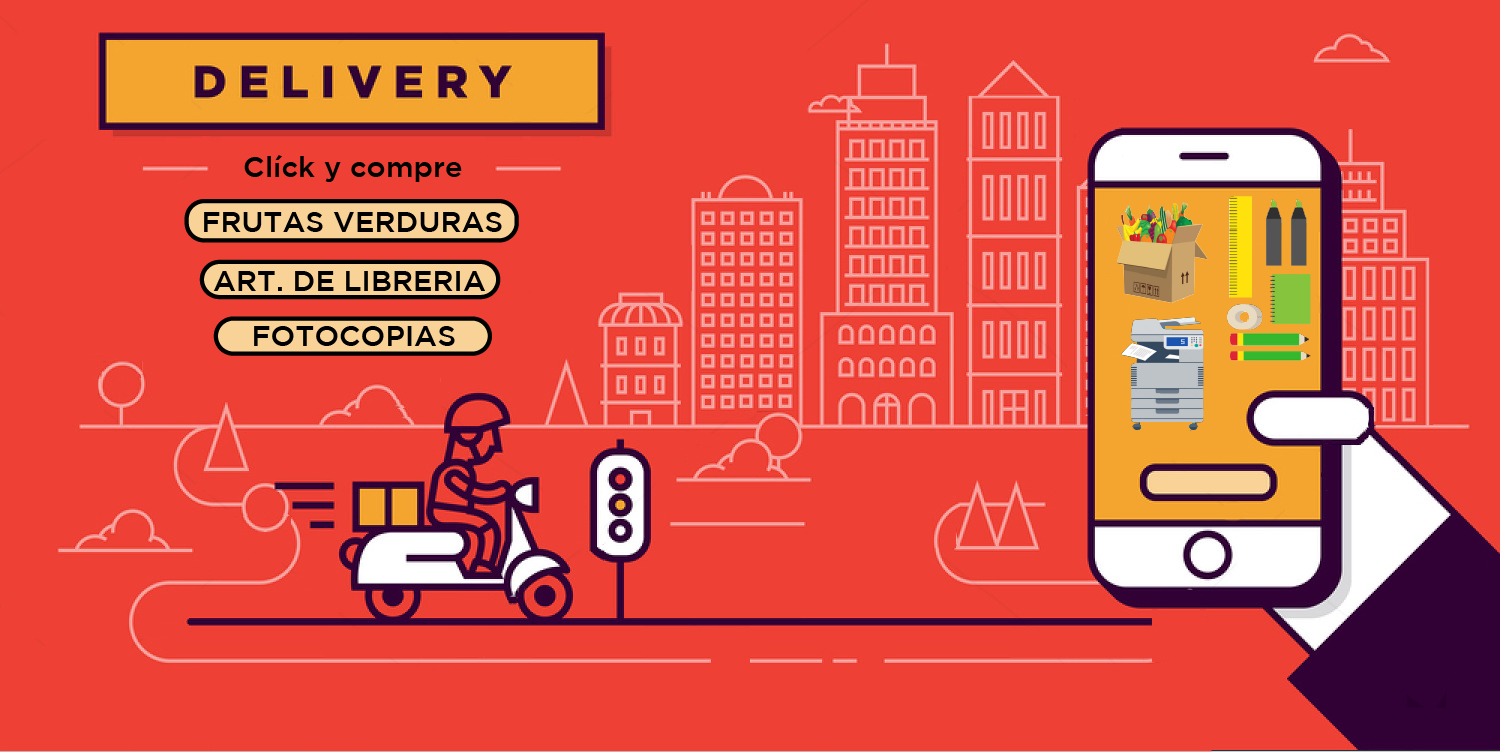 DELIVERY
Clíck y compre
FRUTAS VERDURAS
ART. DE LIBRERIA
FOTOCOPIAS